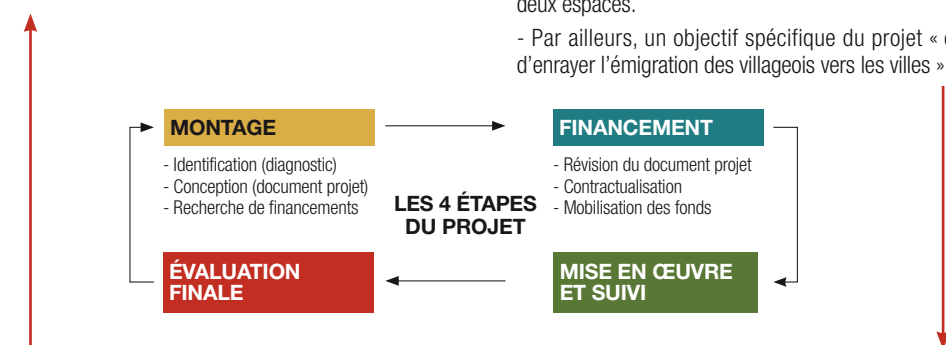 deux espaces.
- Par ailleurs, un objectif spécifique du projet «
d'enrayer l'émigration des villageois vers les villes »
MONTAGE
- Identification (diagnostic)
- Conception (document projet)
- Recherche de financements
FINANCEMENT
- Révision du document projet
- Contractualisation
- Mobilisation des fonds
LES 4 ÉTAPES
DU PROJET
ÉVALUATION
FINALE
MISE EN ŒUVRE
ET SUIVI